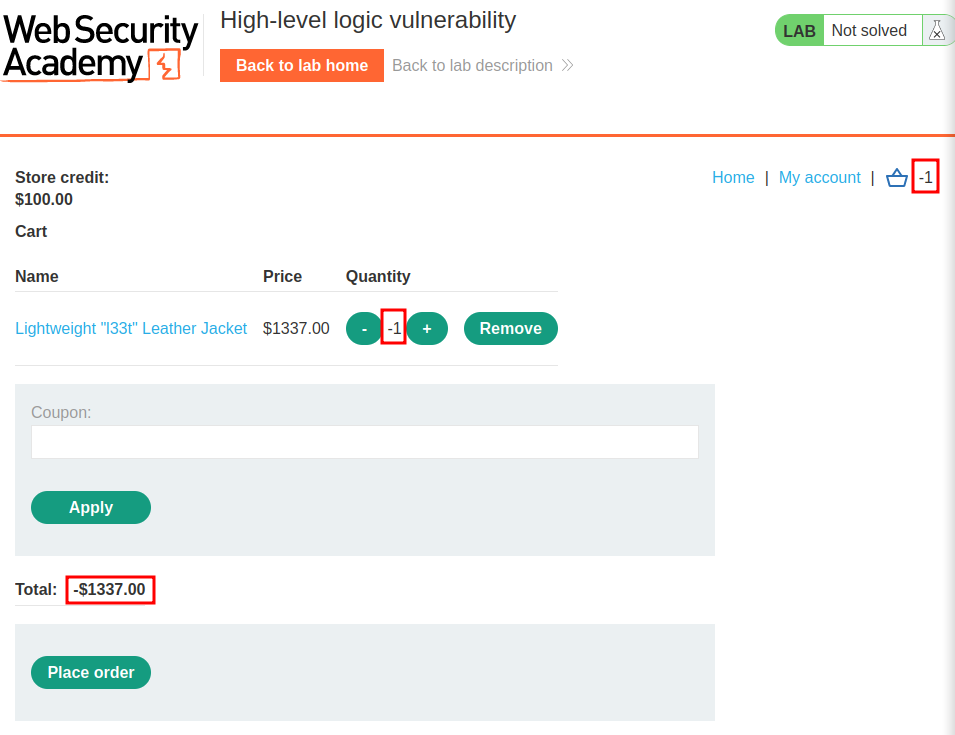 Web Security
Academy
High-level logic vulnerability
Back to lab home Back to lab description
LAB Not solved
Store credit:
$100.00
Home | My account | -1
Cart
Name Price Quantity
Lightweight "l33t" Leather Jacket $1337.00 - -1 + Remove
Coupon:
Apply
Total: -$1337.00
Place order